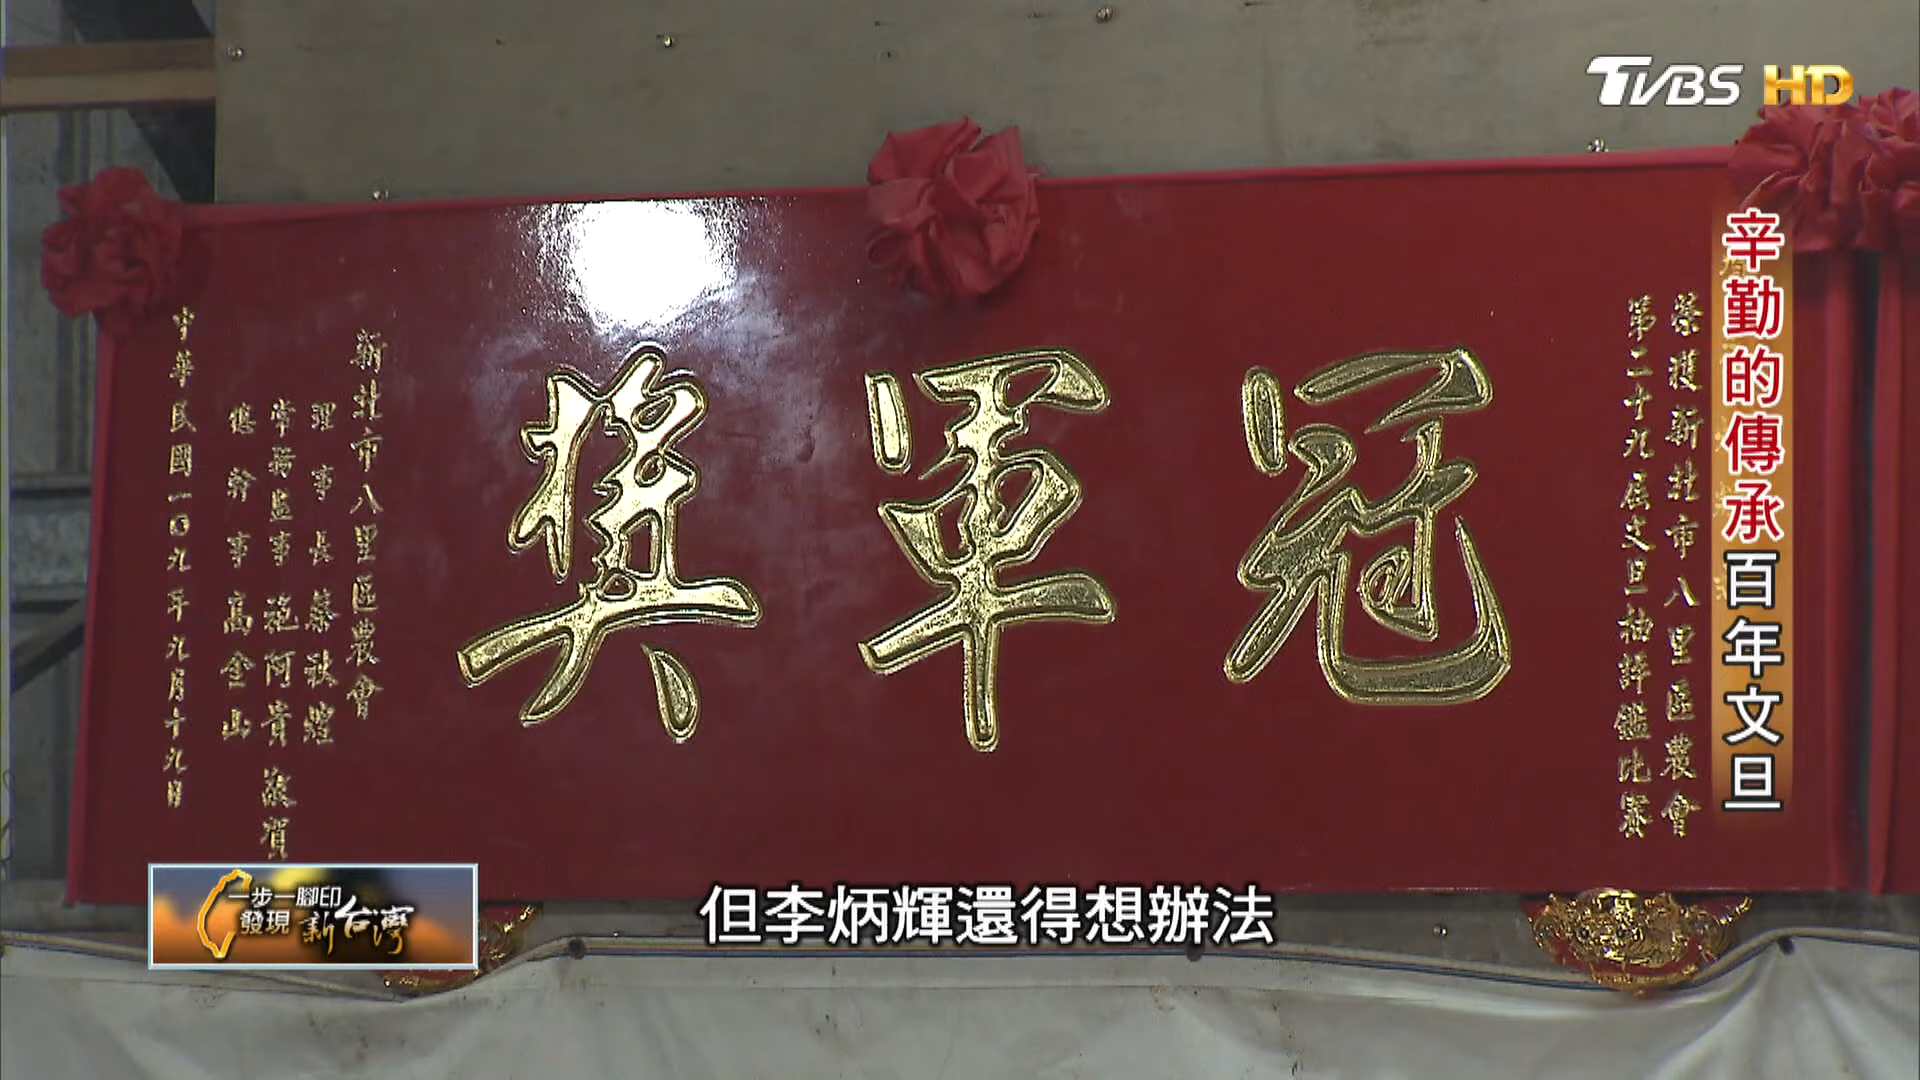 TVBS HD
辛勤的傳承百年文旦
榮獲新北市八里區農會
第二十九屆文旦柚評鑑比賽
冠軍獎
新北市八里區農會
理事長蔡秋煌
常務監事施阿貴 敬賀
總幹事高金山
中華民國一〇九年九月十九日
一步一腳印
發現新台灣
但李炳輝還得想辦法